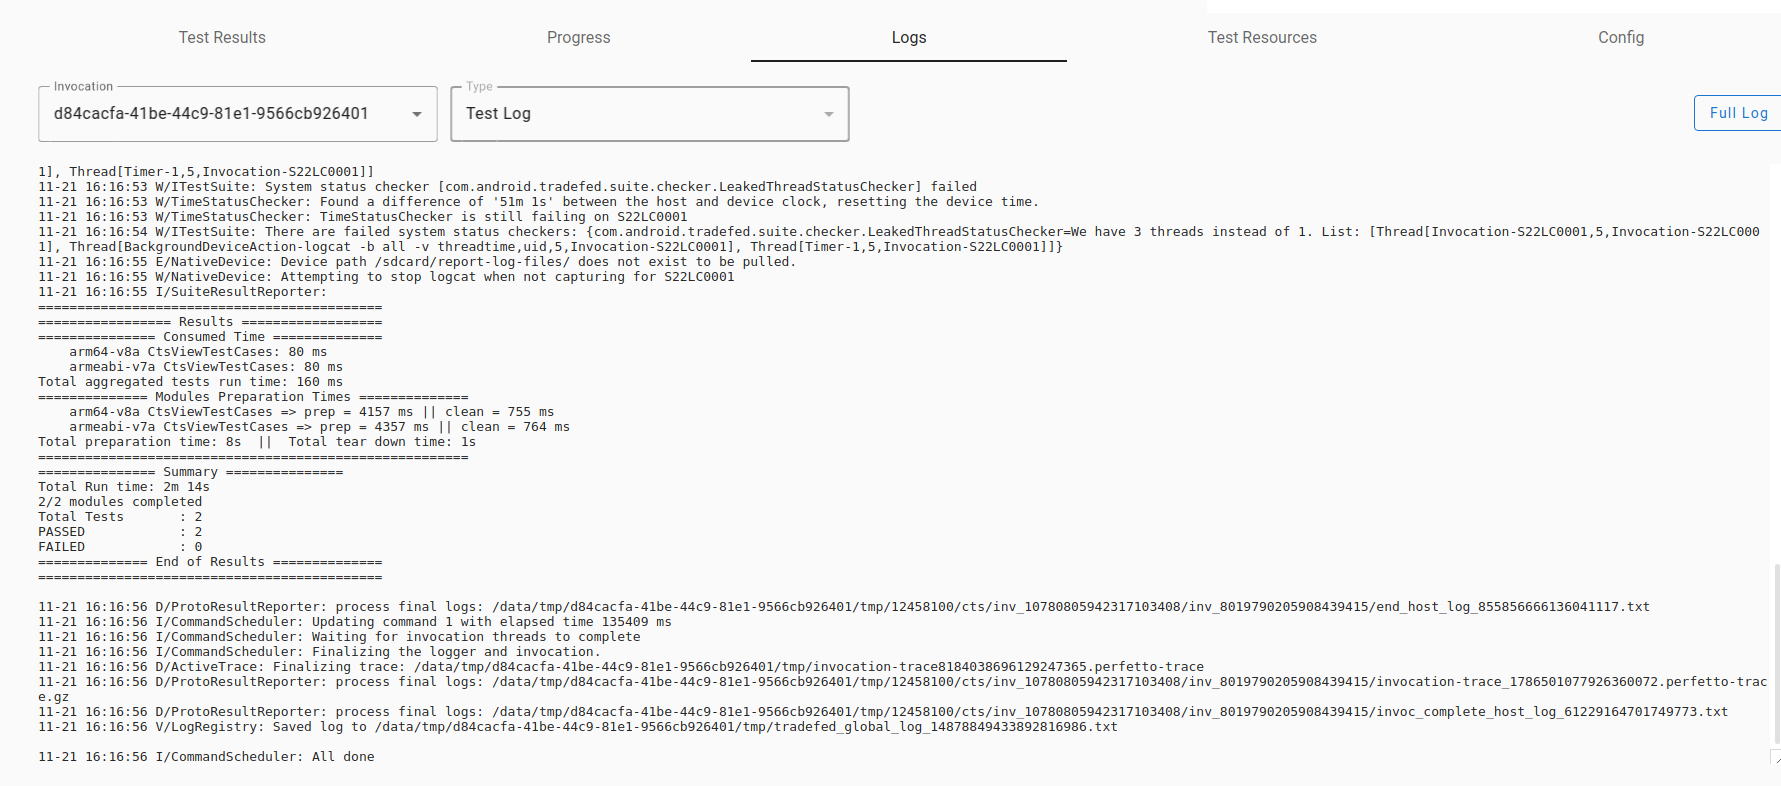 Test Results
Progress
Logs
Test Resources
Config
Invocation
d84cacfa-41be-44c9-81e1-9566cb926401
Type
Test Log
Full Log
1], Thread[Timer-1,5,Invocation-S22LC0001]]
11-21 16:16:53 W/ITestSuite: System status checker [com.android.tradefed.suite.checker.LeakedThreadStatusChecker] failed
11-21 16:16:53 W/TimeStatusChecker: Found a difference of '51m 1s' between the host and device clock, resetting the device time.
11-21 16:16:53 W/TimeStatusChecker: TimeStatusChecker is still failing on S22LC0001
11-21 16:16:54 W/ITestSuite: There are failed system status checkers: {com.android.tradefed.suite.checker.LeakedThreadStatusChecker=We have 3 threads instead of 1. List: [Thread[Invocation-S22LC0001,5,Invocation-S22LC000
1], Thread[BackgroundDeviceAction-logcat -b all -v threadtime,uid,5,Invocation-S22LC0001], Thread[Timer-1,5,Invocation-S22LC0001]]}
11-21 16:16:55 E/NativeDevice: Device path /sdcard/report-log-files/ does not exist to be pulled.
11-21 16:16:55 W/NativeDevice: Attempting to stop logcat when not capturing for S22LC0001
11-21 16:16:55 I/SuiteResultReporter:
============================================
================= Results ==================
=============== Consumed Time ==============
arm64-v8a CtsViewTestCases: 80 ms
armeabi-v7a CtsViewTestCases: 80 ms
Total aggregated tests run time: 160 ms
============== Modules Preparation Times ==============
arm64-v8a CtsViewTestCases => prep = 4157 ms || clean = 755 ms
armeabi-v7a CtsViewTestCases => prep = 4357 ms || clean = 764 ms
Total preparation time: 8s  ||  Total tear down time: 1s
=======================================================
=============== Summary ===============
Total Run time: 2m 14s
2/2 modules completed
Total Tests       : 2
PASSED            : 2
FAILED            : 0
============== End of Results ==============
============================================
11-21 16:16:56 D/ProtoResultReporter: process final logs: /data/tmp/d84cacfa-41be-44c9-81e1-9566cb926401/tmp/12458100/cts/inv_10780805942317103408/inv_8019790205908439415/end_host_log_855856666136041117.txt
11-21 16:16:56 I/CommandScheduler: Updating command 1 with elapsed time 135409 ms
11-21 16:16:56 I/CommandScheduler: Waiting for invocation threads to complete
11-21 16:16:56 I/CommandScheduler: Finalizing the logger and invocation.
11-21 16:16:56 D/ActiveTrace: Finalizing trace: /data/tmp/d84cacfa-41be-44c9-81e1-9566cb926401/tmp/invocation-trace8184038696129247365.perfetto-trace
11-21 16:16:56 D/ProtoResultReporter: process final logs: /data/tmp/d84cacfa-41be-44c9-81e1-9566cb926401/tmp/12458100/cts/inv_10780805942317103408/inv_8019790205908439415/invocation-trace_1786501077926360072.perfetto-trac
e.gz
11-21 16:16:56 D/ProtoResultReporter: process final logs: /data/tmp/d84cacfa-41be-44c9-81e1-9566cb926401/tmp/12458100/cts/inv_10780805942317103408/inv_8019790205908439415/invoc_complete_host_log_61229164701749773.txt
11-21 16:16:56 V/LogRegistry: Saved log to /data/tmp/d84cacfa-41be-44c9-81e1-9566cb926401/tmp/tradefed_global_log_14878849433892816986.txt
11-21 16:16:56 I/CommandScheduler: All done